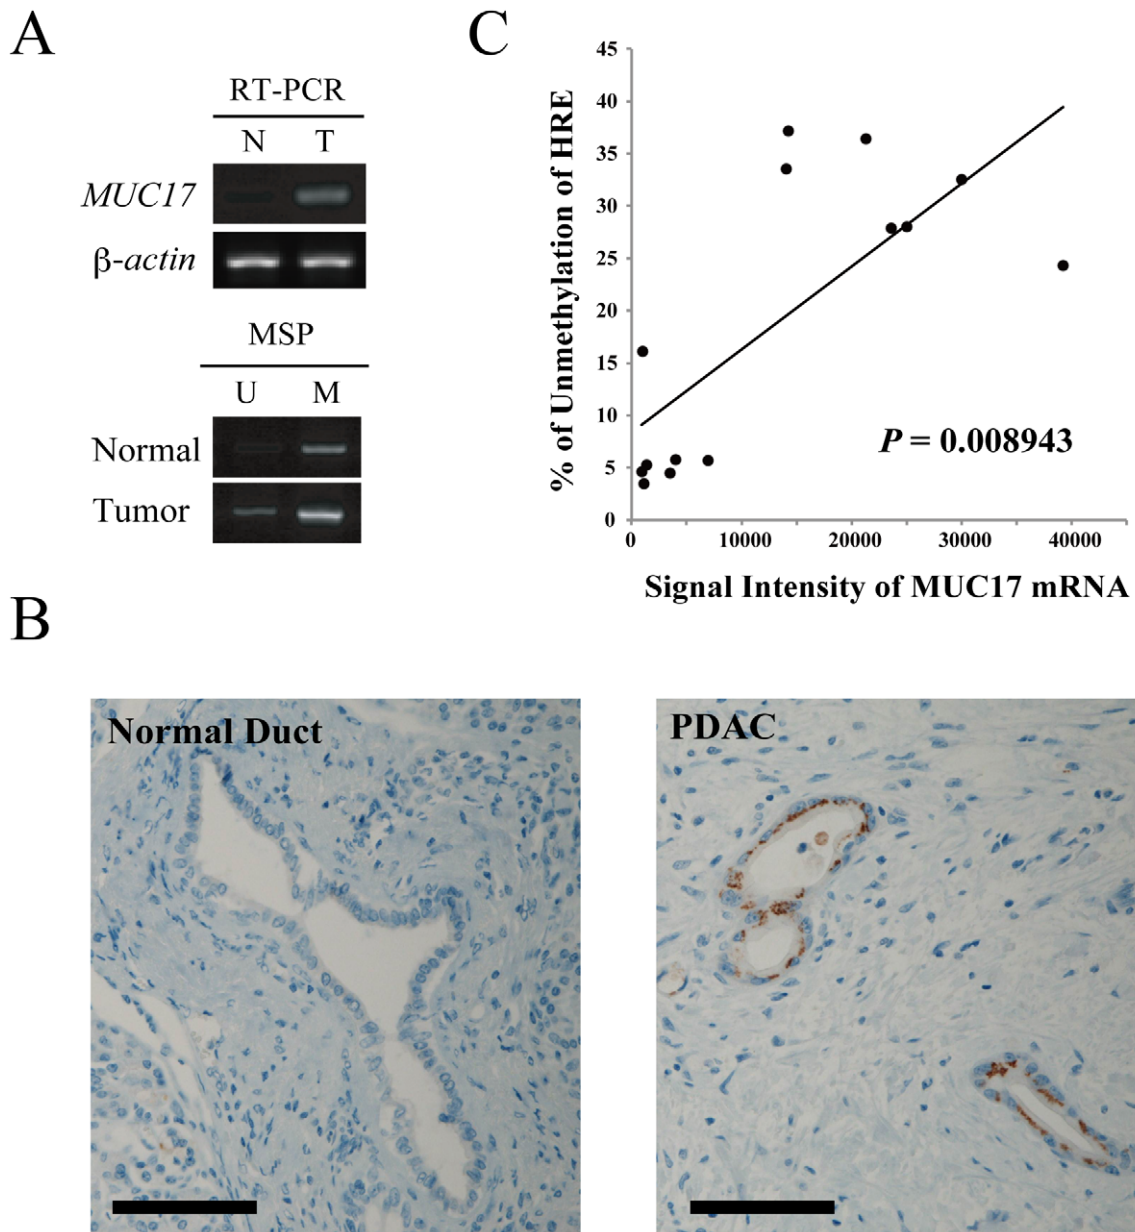 A
RT-PCR
N T
MUC17
β-actin
MSP
U M
Normal
Tumor
C
% of Unmethylation of HRE
45
40
35
30
25
20
15
10
5
0
P = 0.008943
0 10000 20000 30000 40000
Signal Intensity of MUC17 mRNA
B
Normal Duct
PDAC